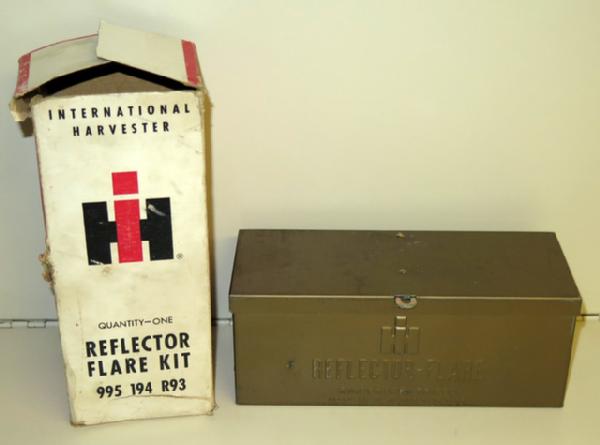 INTERNATIONAL
HARVESTER
IH®
QUANTITY—ONE
REFLECTOR
FLARE KIT
995 194 R93
IH
REFLECTOR-FLARE